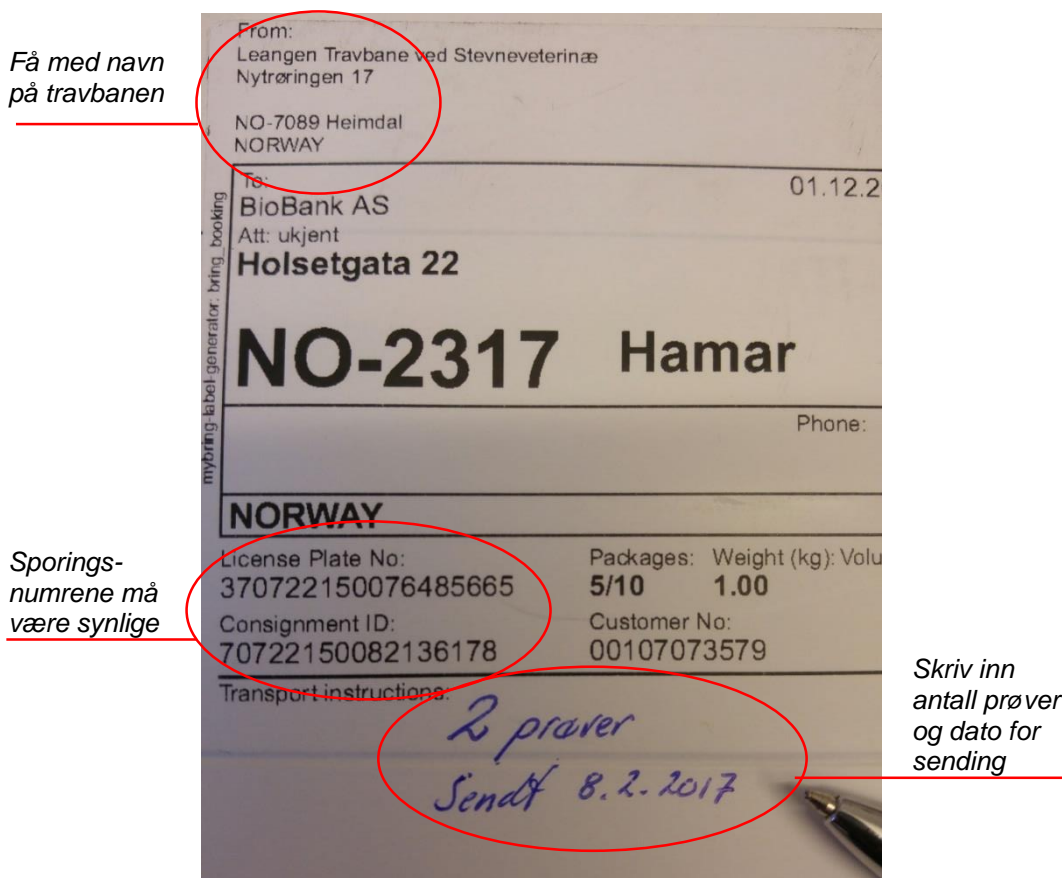 Få med navn
på travbanen
From:
Leangen Travbane ved Stevneveterinæ
Nytrøringen 17
NO-7089 Heimdal
NORWAY
To:
01.12.2
BioBank AS
Att: ukjent
Holsetgata 22
NO-2317 Hamar
mybring-label-generator: bring_booking
Phone:
NORWAY
Sporings-
numrene må
være synlige
License Plate No: Packages: Weight (kg): Volu
370722150076485665 5/10 1.00
Consignment ID: Customer No:
70722150082136178 00107073579
Transport instructions:
2 prøver
Sendt 8.2.2017
Skriv inn
antall prøver
og dato for
sending